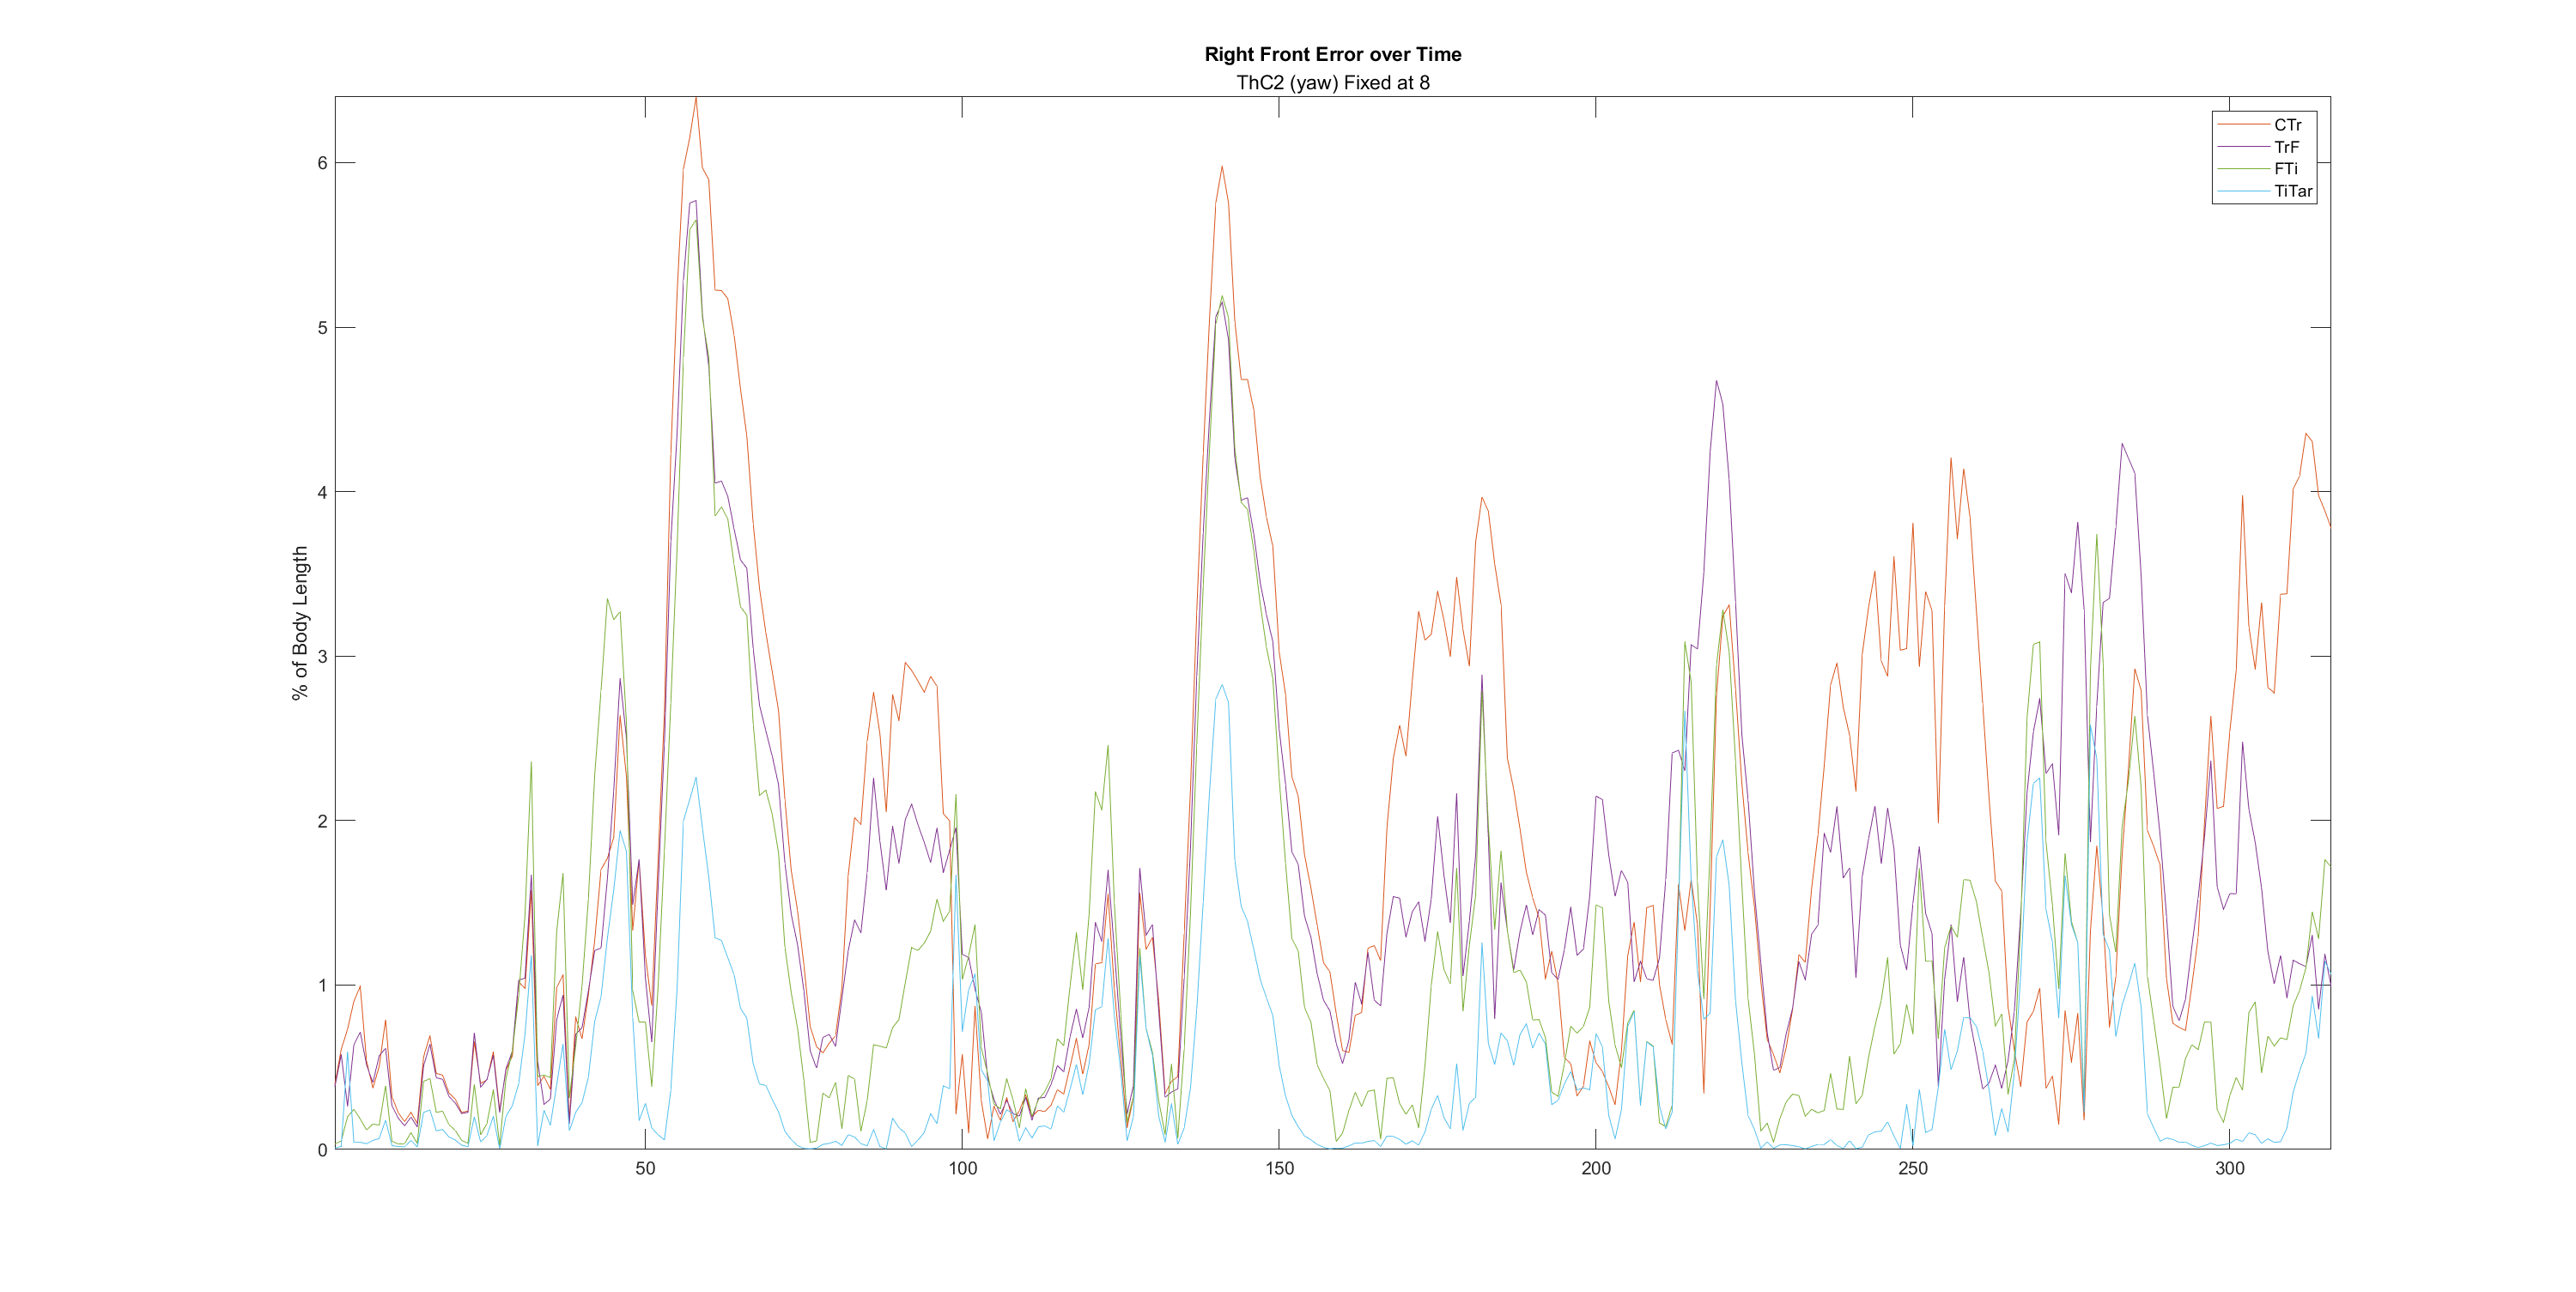 Right Front Error over Time
ThC2 (yaw) Fixed at 8
% of Body Length
6
5
4
3
2
1
0
50 100 150 200 250 300
CTr
TrF
FTi
TiTar